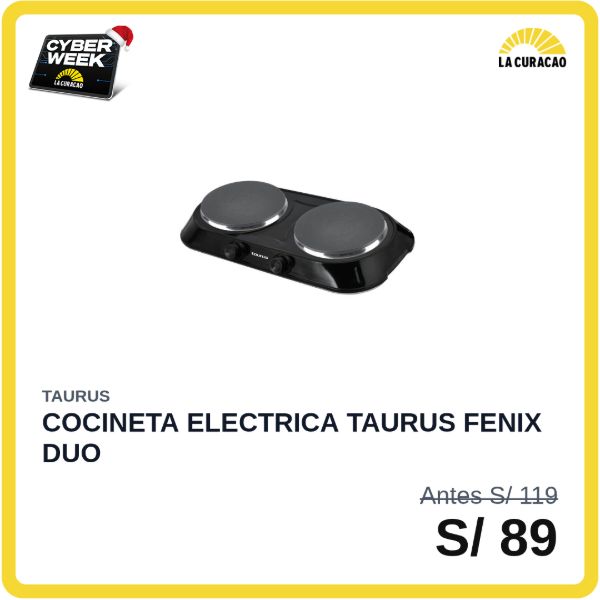 CYBER
WEEK
LA CURACAO
LA CURACAO
taurus
TAURUS
COCINETA ELECTRICA TAURUS FENIX
DUO
Antes S/ 119
S/ 89